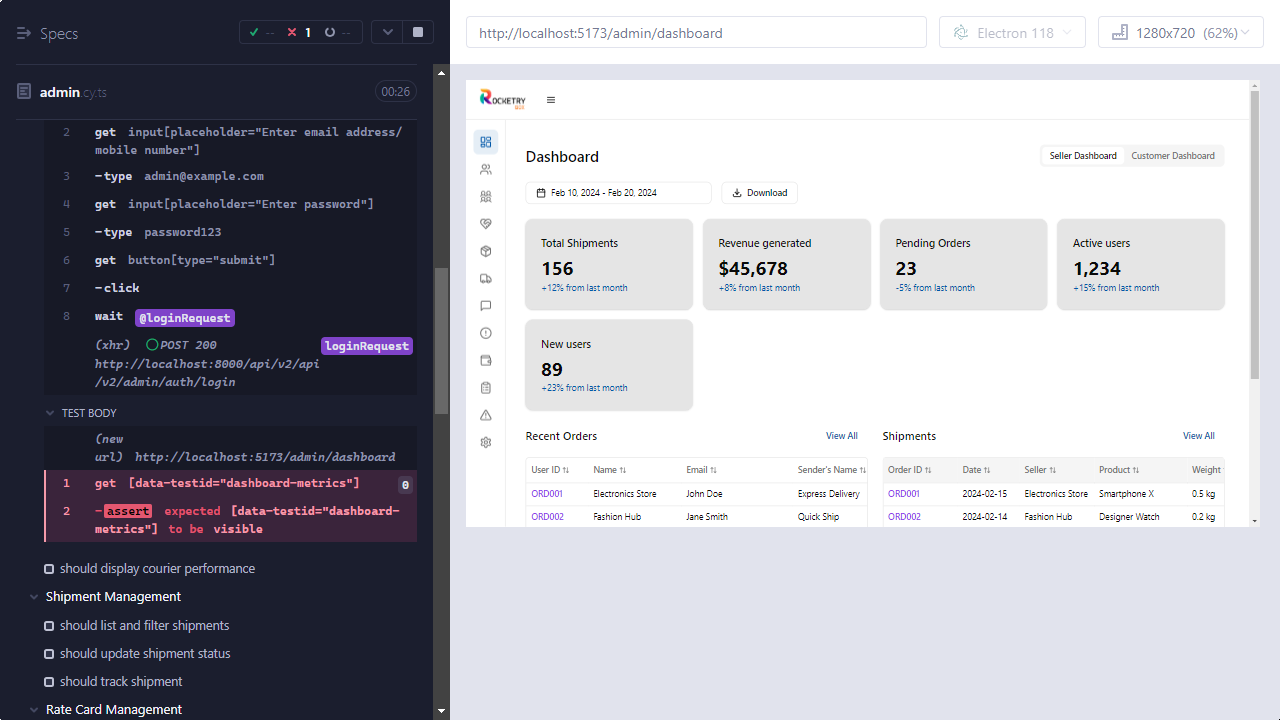 Specs
-- 1 --
admin.cy.ts
00:26
2 get input[placeholder="Enter email address/
mobile number"]
3 -type admin@example.com
4 get input[placeholder="Enter password"]
5 -type password123
6 get button[type="submit"]
7 -click
8 wait @loginRequest
(xhr) POST 200
loginRequest
http://localhost:8000/api/v2/api
/v2/admin/auth/login
TEST BODY
(new
url) http://localhost:5173/admin/dashboard
1 get [data-testid="dashboard-metrics"] 0
2 -assert expected [data-testid="dashboard-
metrics"] to be visible
should display courier performance
Shipment Management
should list and filter shipments
should update shipment status
should track shipment
Rate Card Management
http://localhost:5173/admin/dashboard
Electron 118
1280x720 (62%)
ROCKETRY
Dashboard
Seller Dashboard Customer Dashboard
Feb 10, 2024 - Feb 20, 2024
Download
Total Shipments
156
+12% from last month
Revenue generated
$45,678
+8% from last month
Pending Orders
23
-5% from last month
Active users
1,234
+15% from last month
New users
89
+23% from last month
Recent Orders View All
User ID Name Email Sender's Name
ORD001 Electronics Store John Doe Express Delivery
ORD002 Fashion Hub Jane Smith Quick Ship
Shipments View All
Order ID Date Seller Product Weight
ORD001 2024-02-15 Electronics Store Smartphone X 0.5 kg
ORD002 2024-02-14 Fashion Hub Designer Watch 0.2 kg